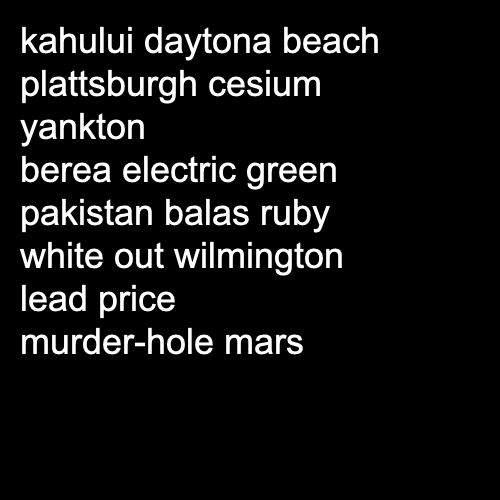 kahului daytona beach
plattsburgh cesium
yankton
berea electric green
pakistan balas ruby
white out wilmington
lead price
murder-hole mars